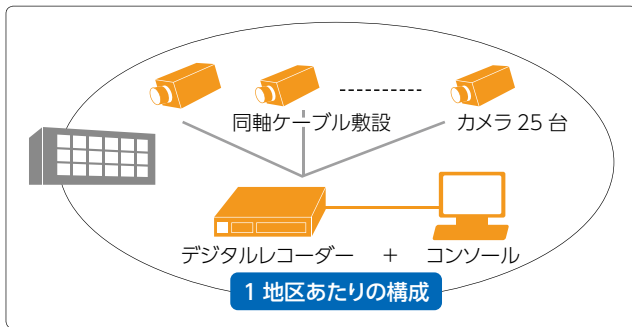 同軸ケーブル敷設 カメラ 25 台
デジタルレコーダー + コンソール
1 地区あたりの構成